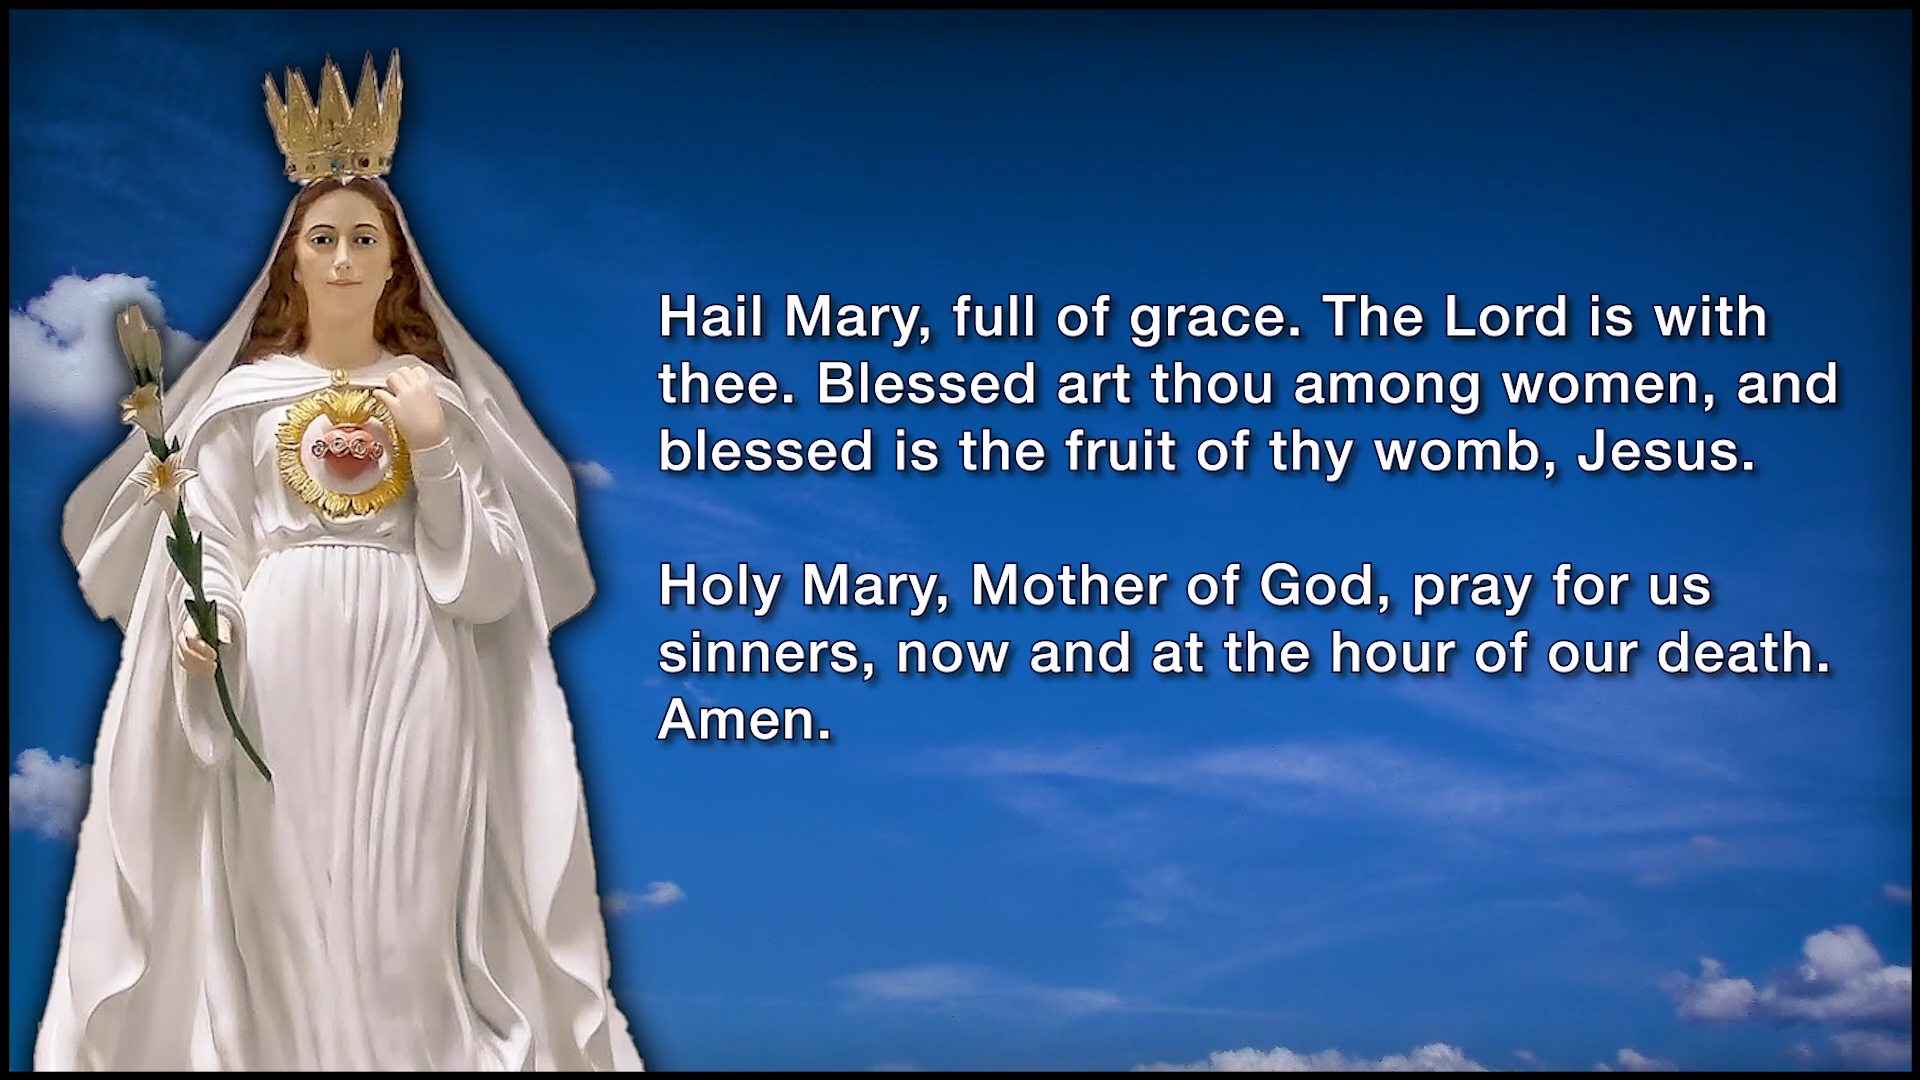 Hail Mary, full of grace. The Lord is with
thee. Blessed art thou among women, and
blessed is the fruit of thy womb, Jesus.
Holy Mary, Mother of God, pray for us
sinners, now and at the hour of our death.
Amen.